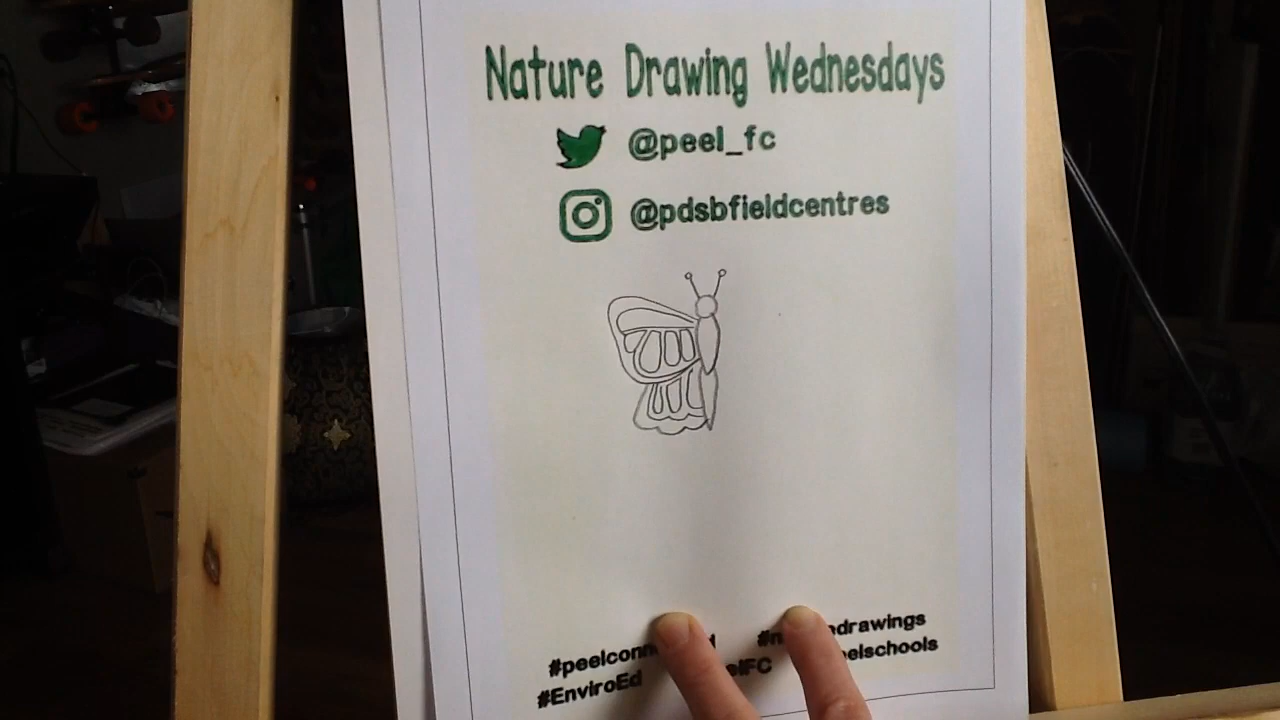 Nature Drawing Wednesdays
@peel_fc
@pdsbfieldcentres
#EnviroEd